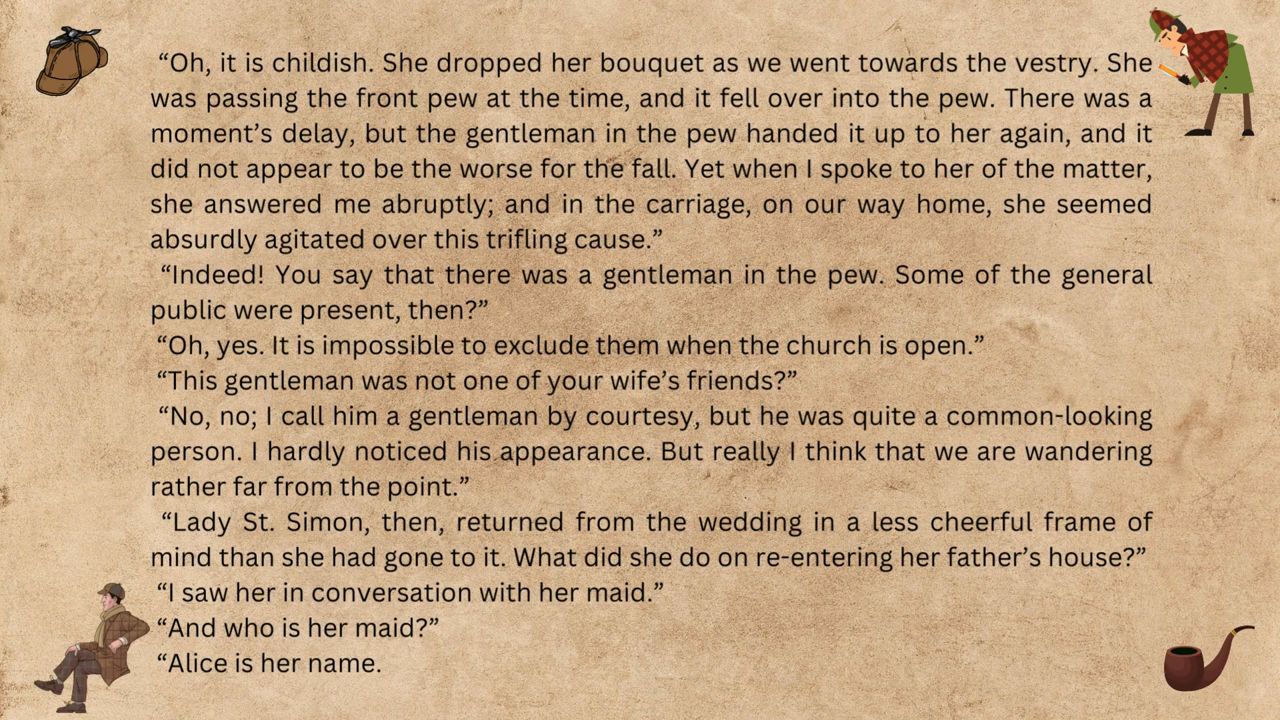 “Oh, it is childish. She dropped her bouquet as we went towards the vestry. She
was passing the front pew at the time, and it fell over into the pew. There was a
moment’s delay, but the gentleman in the pew handed it up to her again, and it
did not appear to be the worse for the fall. Yet when I spoke to her of the matter,
she answered me abruptly; and in the carriage, on our way home, she seemed
absurdly agitated over this trifling cause.”
“Indeed! You say that there was a gentleman in the pew. Some of the general
public were present, then?”
“Oh, yes. It is impossible to exclude them when the church is open.”
“This gentleman was not one of your wife’s friends?”
“No, no; I call him a gentleman by courtesy, but he was quite a common-looking
person. I hardly noticed his appearance. But really I think that we are wandering
rather far from the point.”
“Lady St. Simon, then, returned from the wedding in a less cheerful frame of
mind than she had gone to it. What did she do on re-entering her father’s house?”
“I saw her in conversation with her maid.”
“And who is her maid?”
“Alice is her name.